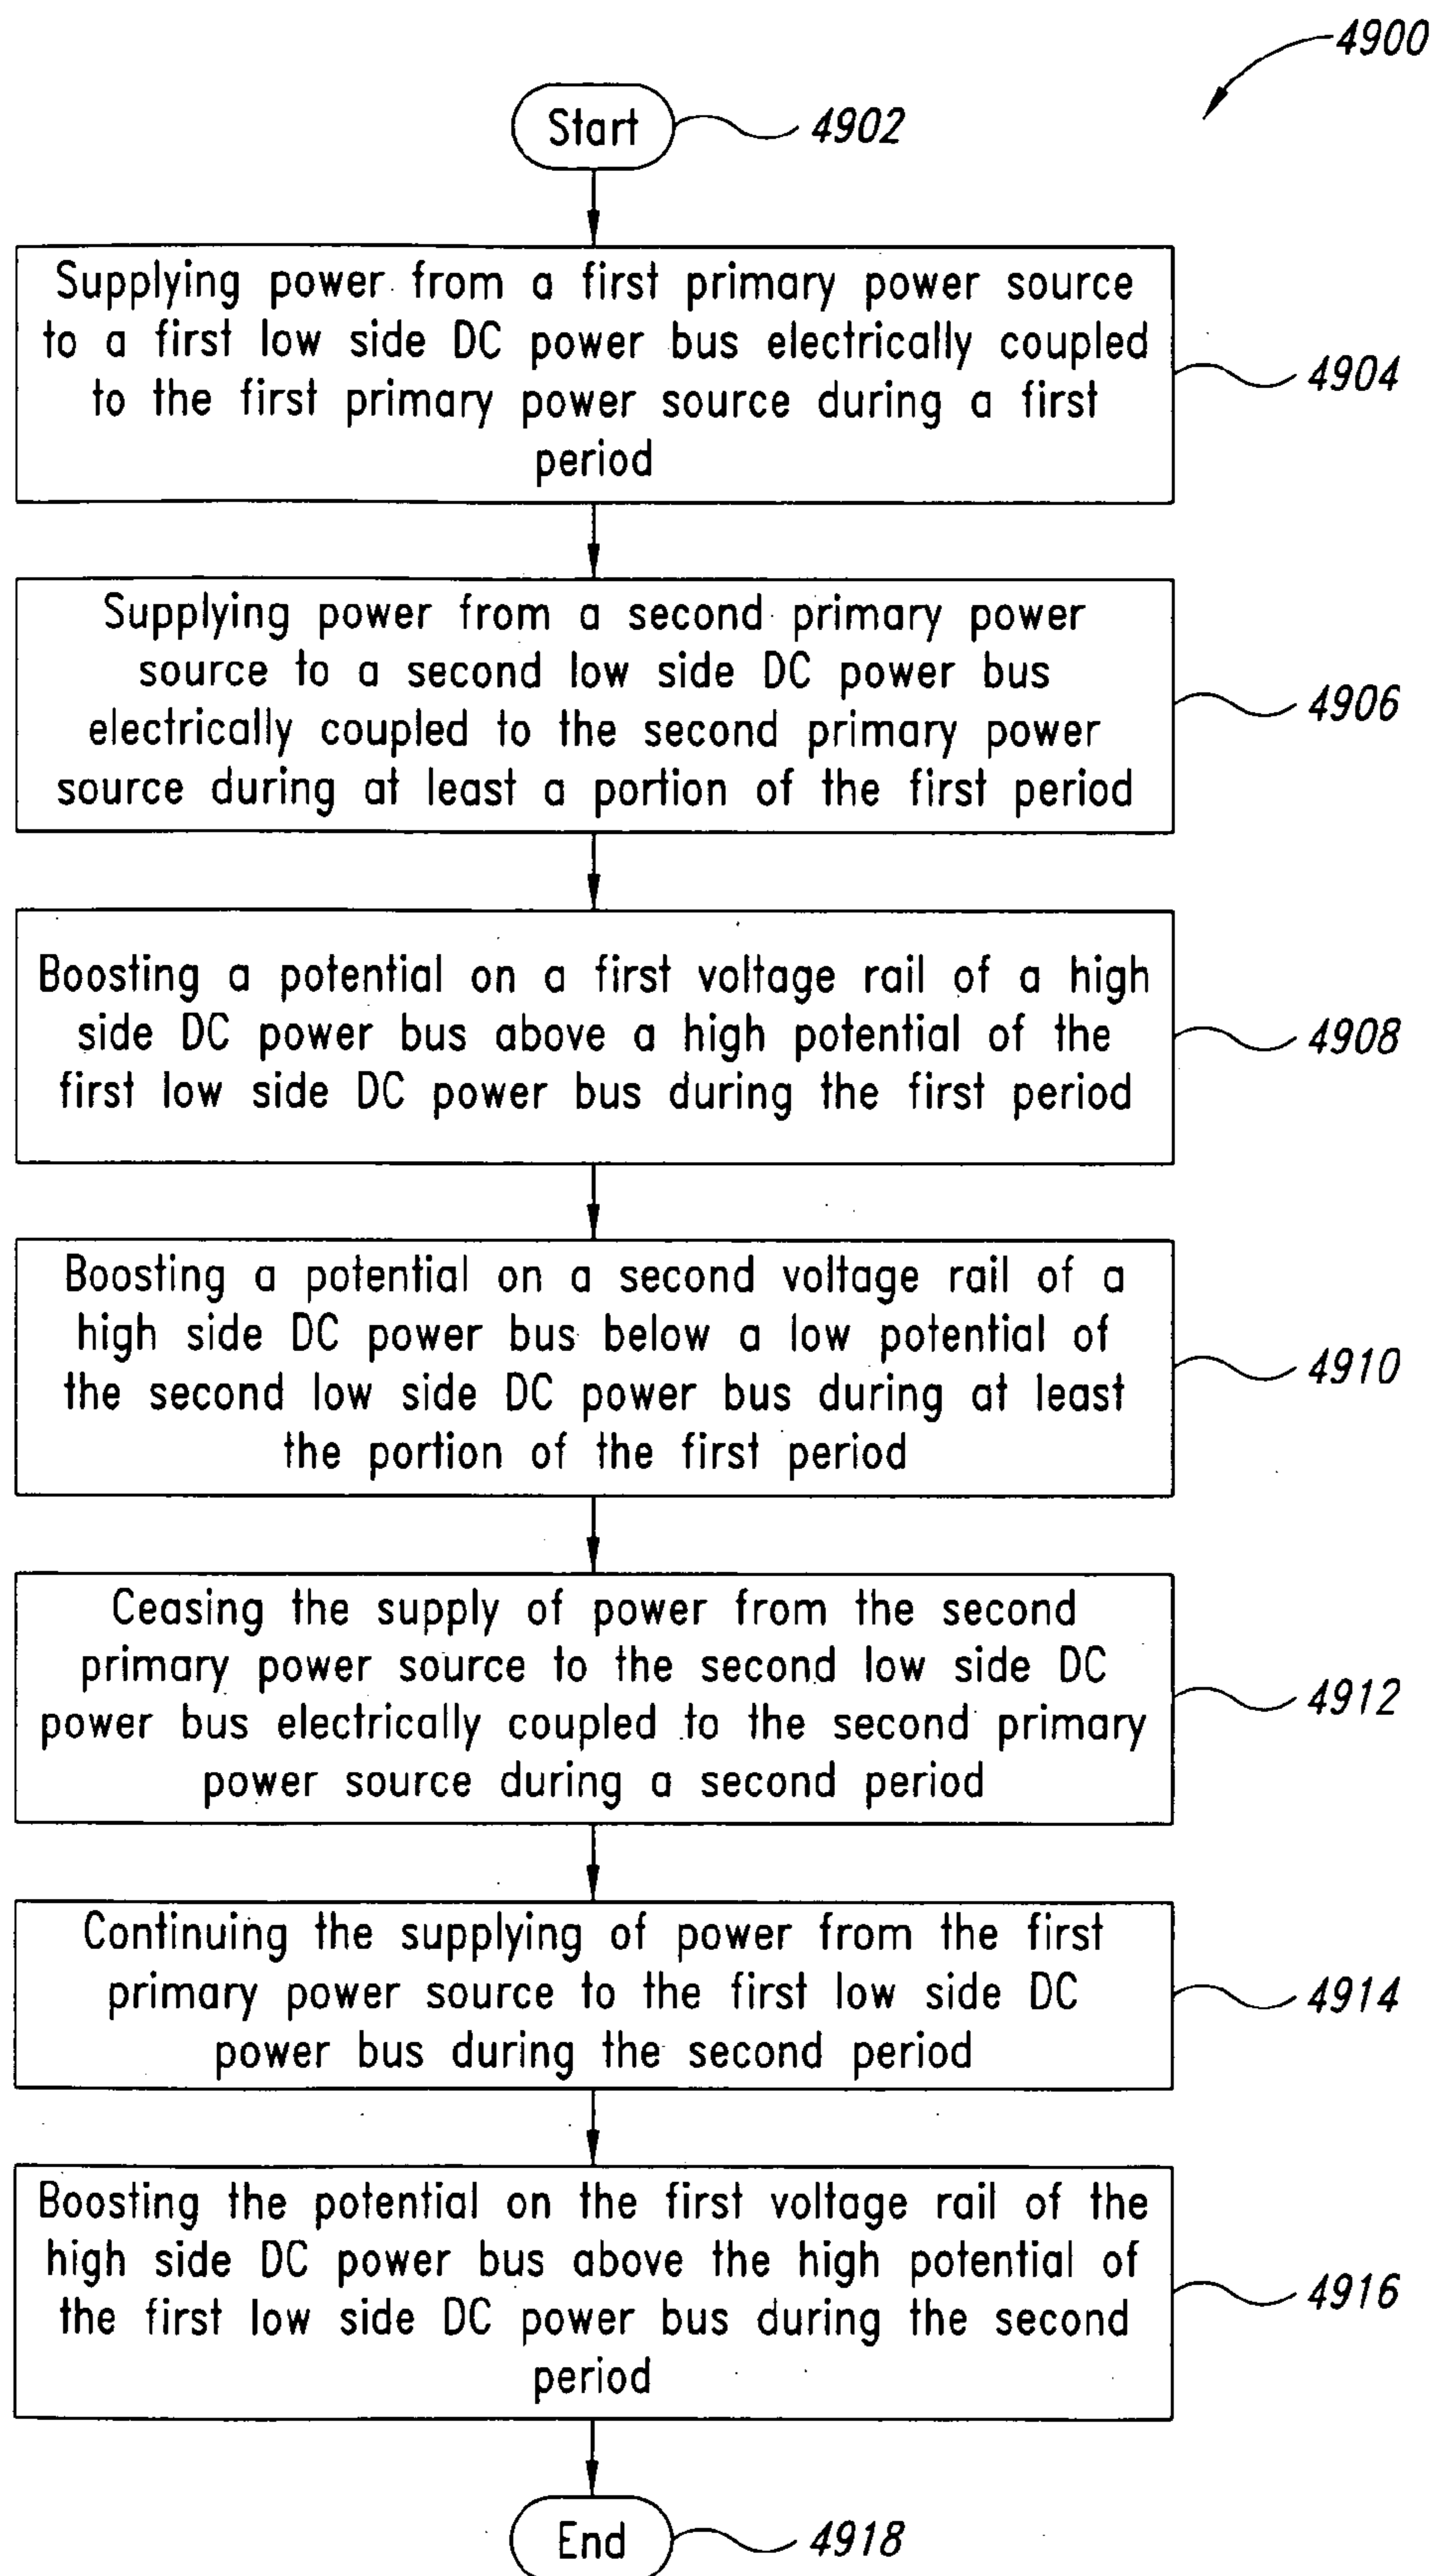 4900
Start
4902
Supplying power from a first primary power source
to a first low side DC power bus electrically coupled
to the first primary power source during a first
period
4904
Supplying power from a second primary power
source to a second low side DC power bus
electrically coupled to the second primary power
source during at least a portion of the first period
4906
Boosting a potential on a first voltage rail of a high
side DC power bus above a high potential of the
first low side DC power bus during the first period
4908
Boosting a potential on a second voltage rail of a
high side DC power bus below a low potential of
the second low side DC power bus during at least
the portion of the first period
4910
Ceasing the supply of power from the second
primary power source to the second low side DC
power bus electrically coupled to the second primary
power source during a second period
4912
Continuing the supplying of power from the first
primary power source to the first low side DC
power bus during the second period
4914
Boosting the potential on the first voltage rail of the
high side DC power bus above the high potential of
the first low side DC power bus during the second
period
4916
End
4918